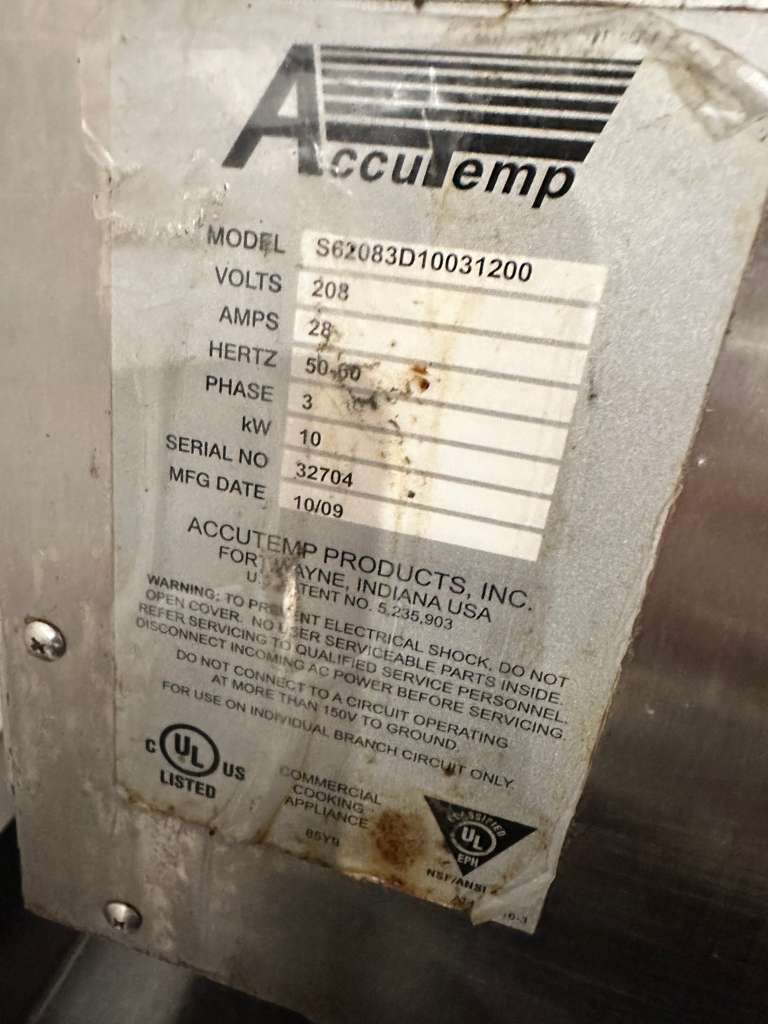 AccuTemp
MODEL S62083D10031200
VOLTS 208
AMPS 28
HERTZ 50-60
PHASE 3
kW 10
SERIAL NO 32704
MFG DATE 10/09
ACCUTEMP PRODUCTS, INC.
FORT WAYNE, INDIANA USA
U. PATENT NO. 5,235,903
WARNING: TO PREVENT ELECTRICAL SHOCK, DO NOT
OPEN COVER. NO USER SERVICEABLE PARTS INSIDE.
REFER SERVICING TO QUALIFIED SERVICE PERSONNEL.
DISCONNECT INCOMING AC POWER BEFORE SERVICING.
DO NOT CONNECT TO A CIRCUIT OPERATING
AT MORE THAN 150V TO GROUND.
FOR USE ON INDIVIDUAL BRANCH CIRCUIT ONLY.
C UL US
LISTED
COMMERCIAL
COOKING
APPLIANCE
85Y9
CLASSIFIED
UL
EPH
NSF/ANSI